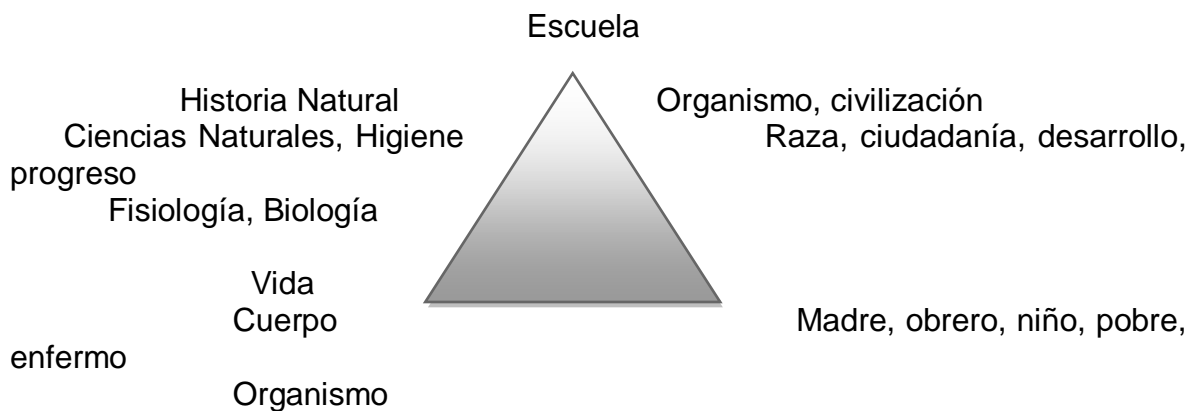 Escuela
Historia Natural Organismo, civilización
Ciencias Naturales, Higiene Raza, ciudadanía, desarrollo,
progreso
Fisiología, Biología
Vida
Cuerpo Madre, obrero, niño, pobre,
enfermo
Organismo